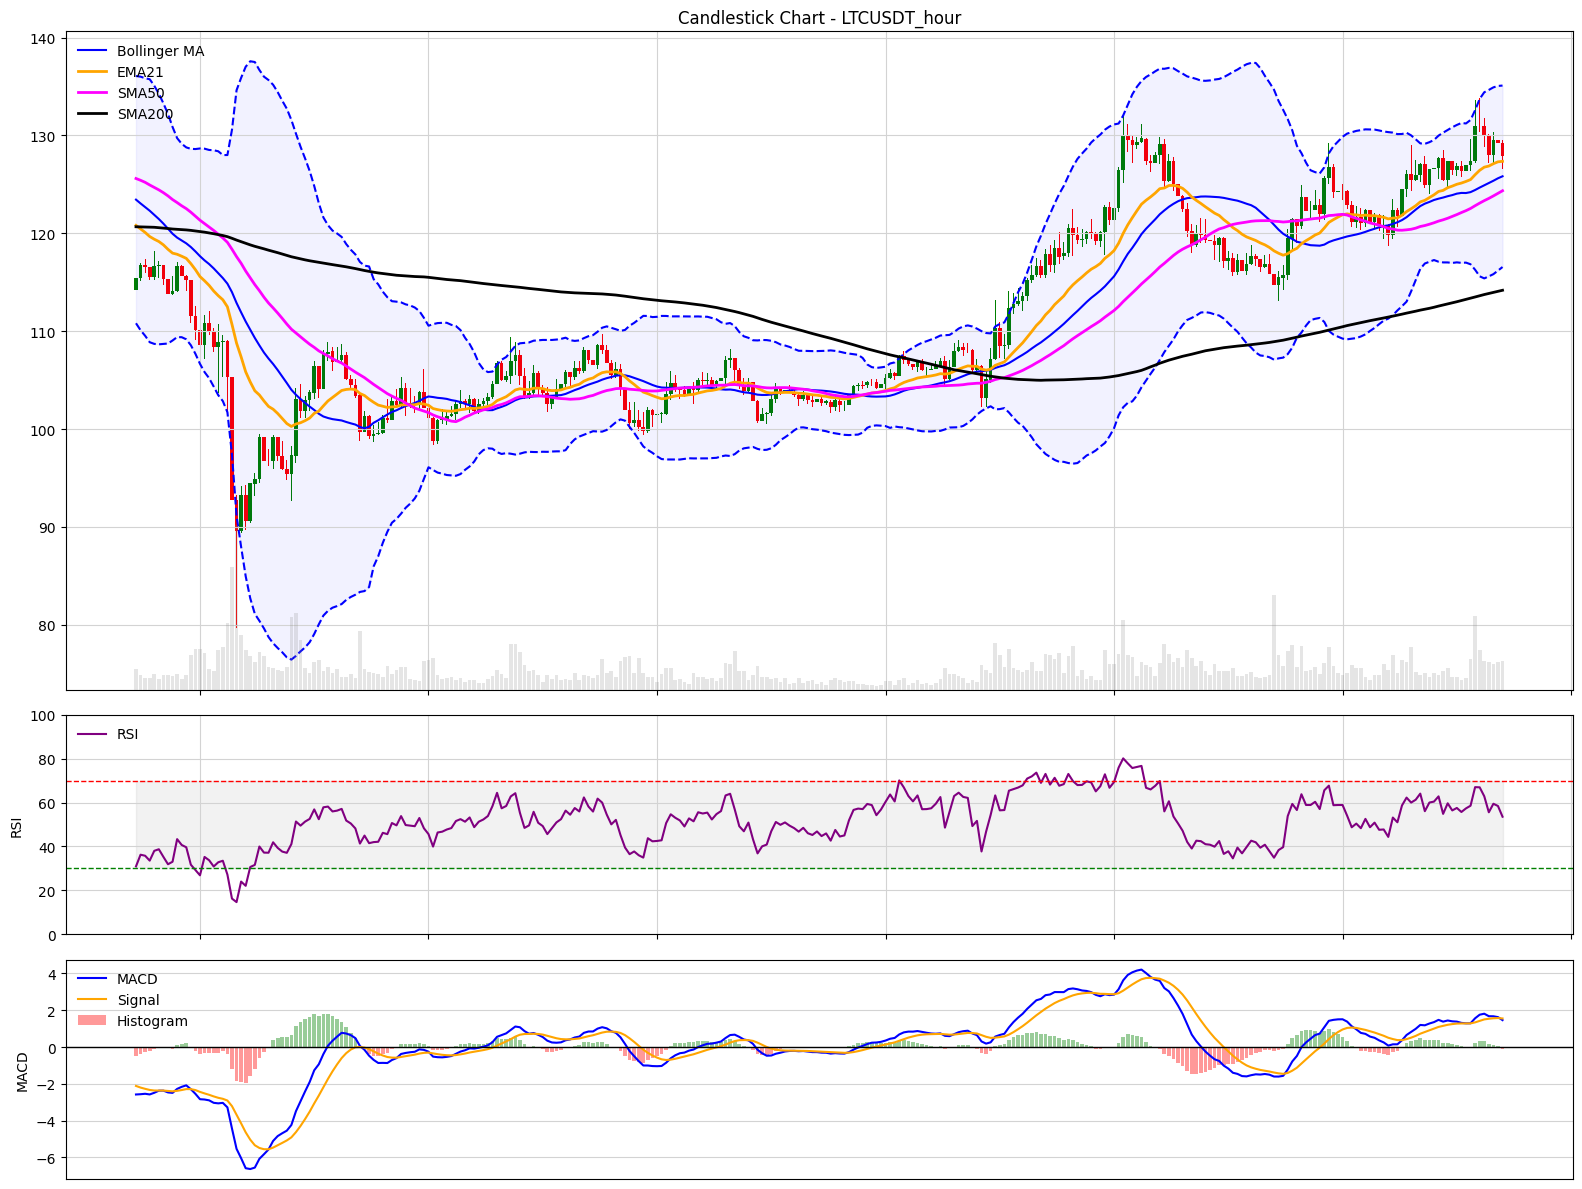 Candlestick Chart - LTCUSDT_hour
140
130
120
110
100
90
80
Bollinger MA
EMA21
SMA50
SMA200
100
80
60
40
20
0
RSI
RSI
4
2
0
−2
−4
−6
MACD
MACD
Signal
Histogram